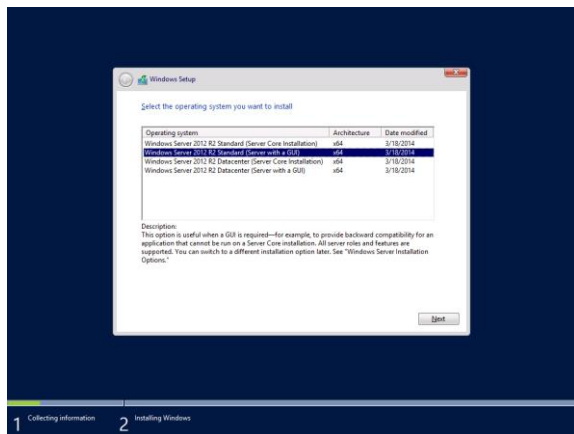 Windows Setup
Select the operating system you want to install
Operating system Architecture Date modified
Windows Server 2012 R2 Standard (Server Core Installation) x64 3/18/2014
Windows Server 2012 R2 Standard (Server with a GUI) x64 3/18/2014
Windows Server 2012 R2 Datacenter (Server Core Installation) x64 3/18/2014
Windows Server 2012 R2 Datacenter (Server with a GUI) x64 3/18/2014
Description:
This option is useful when a GUI is required—for example, to provide backward compatibility for an
application that cannot be run on a Server Core installation. All server roles and features are
supported. You can switch to a different installation option later. See "Windows Server Installation
Options."
Next
1 Collecting information 2 Installing Windows